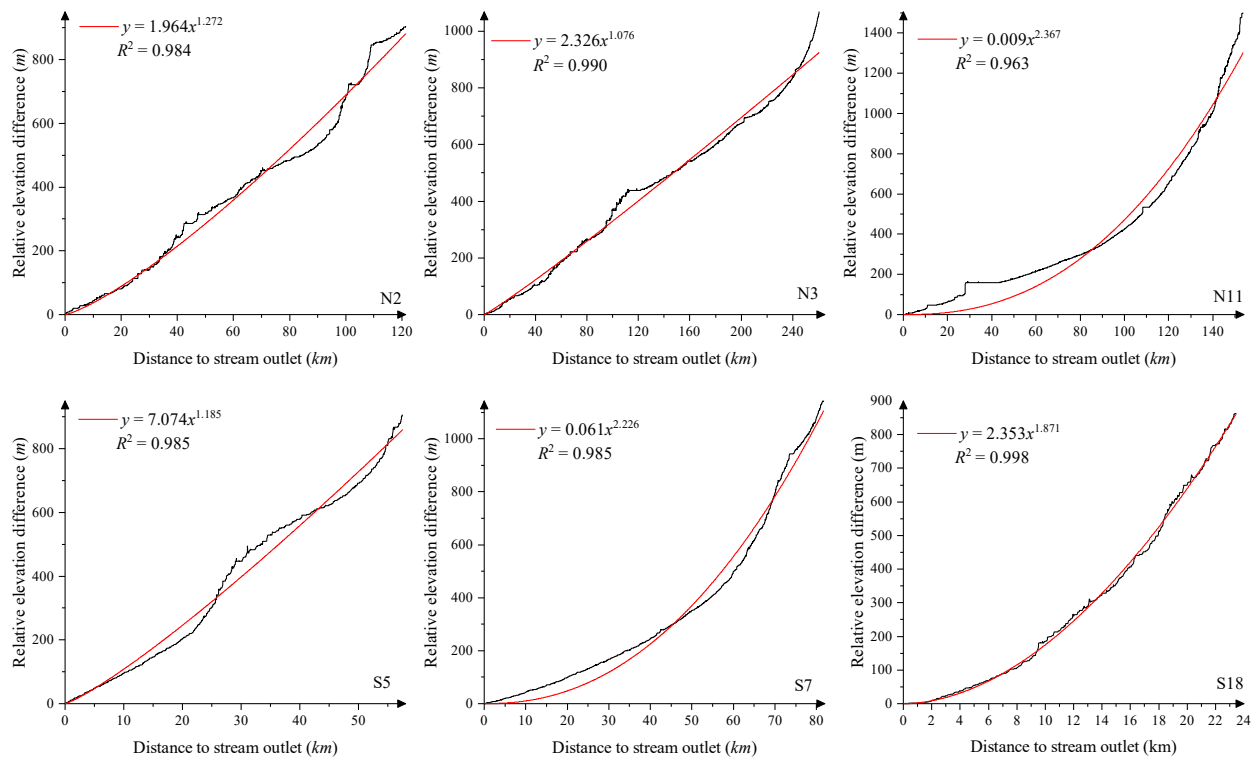 y = 1.964x^1.272
R² = 0.984
Relative elevation difference (m)
800
600
400
200
0
0 20 40 60 80 100 120
N2
Distance to stream outlet (km)
y = 2.326x^1.076
R² = 0.990
Relative elevation difference (m)
1000
800
600
400
200
0
0 40 80 120 160 200 240
N3
Distance to stream outlet (km)
y = 0.009x^2.367
R² = 0.963
Relative elevation difference (m)
1400
1200
1000
800
600
400
200
0
0 20 40 60 80 100 120 140
N11
Distance to stream outlet (km)
y = 7.074x^1.185
R² = 0.985
Relative elevation difference (m)
800
600
400
200
0
0 10 20 30 40 50
S5
Distance to stream outlet (km)
y = 0.061x^2.226
R² = 0.985
Relative elevation difference (m)
1000
800
600
400
200
0
0 10 20 30 40 50 60 70 80
S7
Distance to stream outlet (km)
y = 2.353x^1.871
R² = 0.998
Relative elevation difference (m)
900
800
700
600
500
400
300
200
100
0
0 2 4 6 8 10 12 14 16 18 20 22 24
S18
Distance to stream outlet (km)